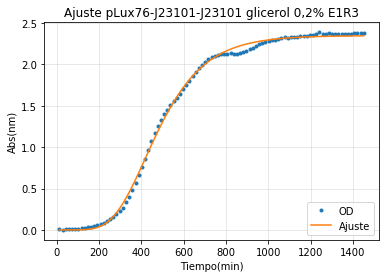 Ajuste pLux76-J23101-J23101 glicerol 0,2% E1R3
2.5
2.0
1.5
1.0
0.5
0.0
Abs(nm)
0 200 400 600 800 1000 1200 1400
Tiempo(min)
OD
Ajuste